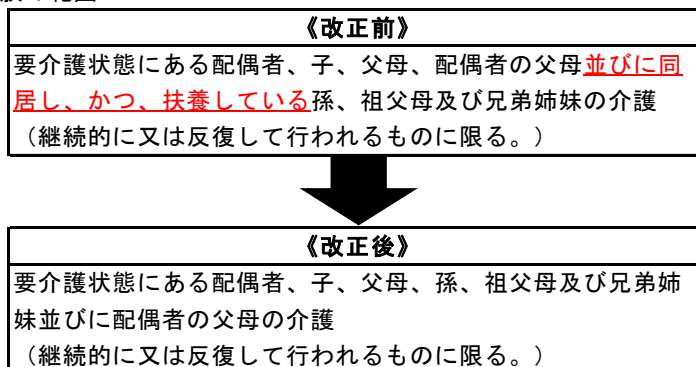 《改正前》
要介護状態にある配偶者、子、父母、配偶者の父母並びに同
居し、かつ、扶養している孫、祖父母及び兄弟姉妹の介護
（継続的に又は反復して行われるものに限る。）
《改正後》
要介護状態にある配偶者、子、父母、孫、祖父母及び兄弟姉
妹並びに配偶者の父母の介護
（継続的に又は反復して行われるものに限る。）